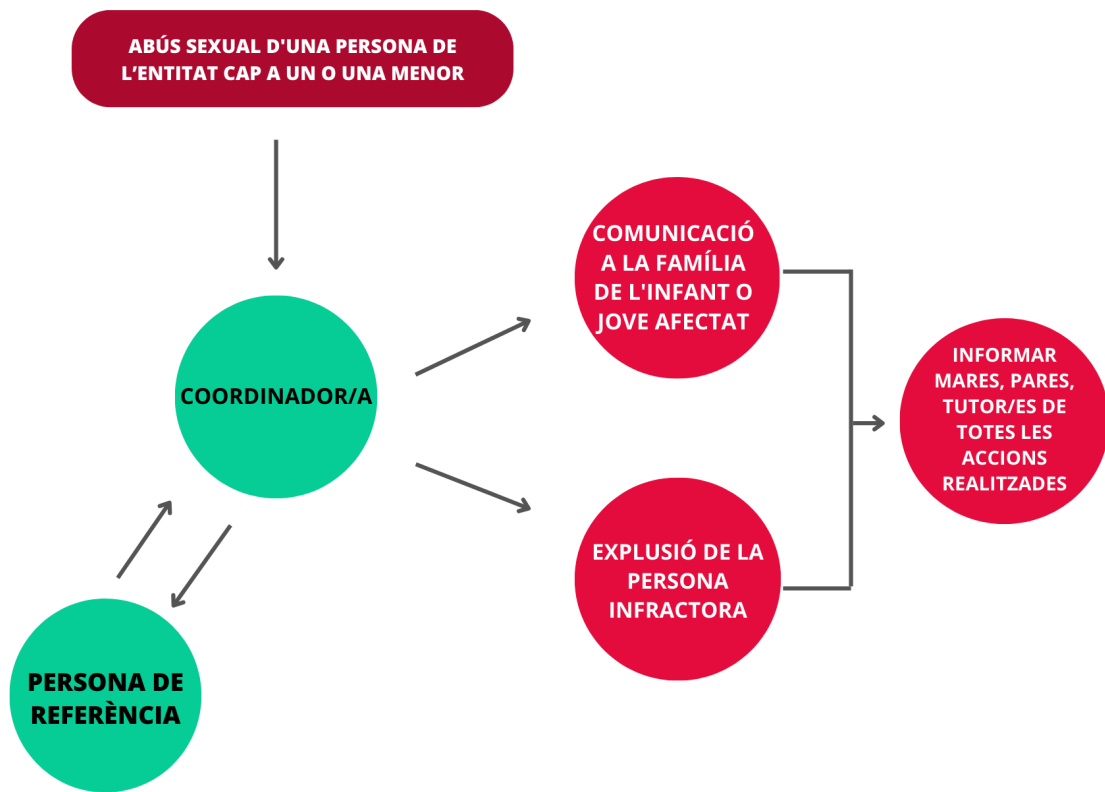 ABÚS SEXUAL D'UNA PERSONA DE
L’ENTITAT CAP A UN O UNA MENOR
COMUNICACIÓ
A LA FAMÍLIA
DE L'INFANT O
JOVE AFECTAT
COORDINADOR/A
INFORMAR
MARES, PARES,
TUTOR/ES DE
TOTES LES
ACCIONS
REALITZADES
EXPLUSIÓ DE LA
PERSONA
INFRACTORA
PERSONA DE
REFERÈNCIA